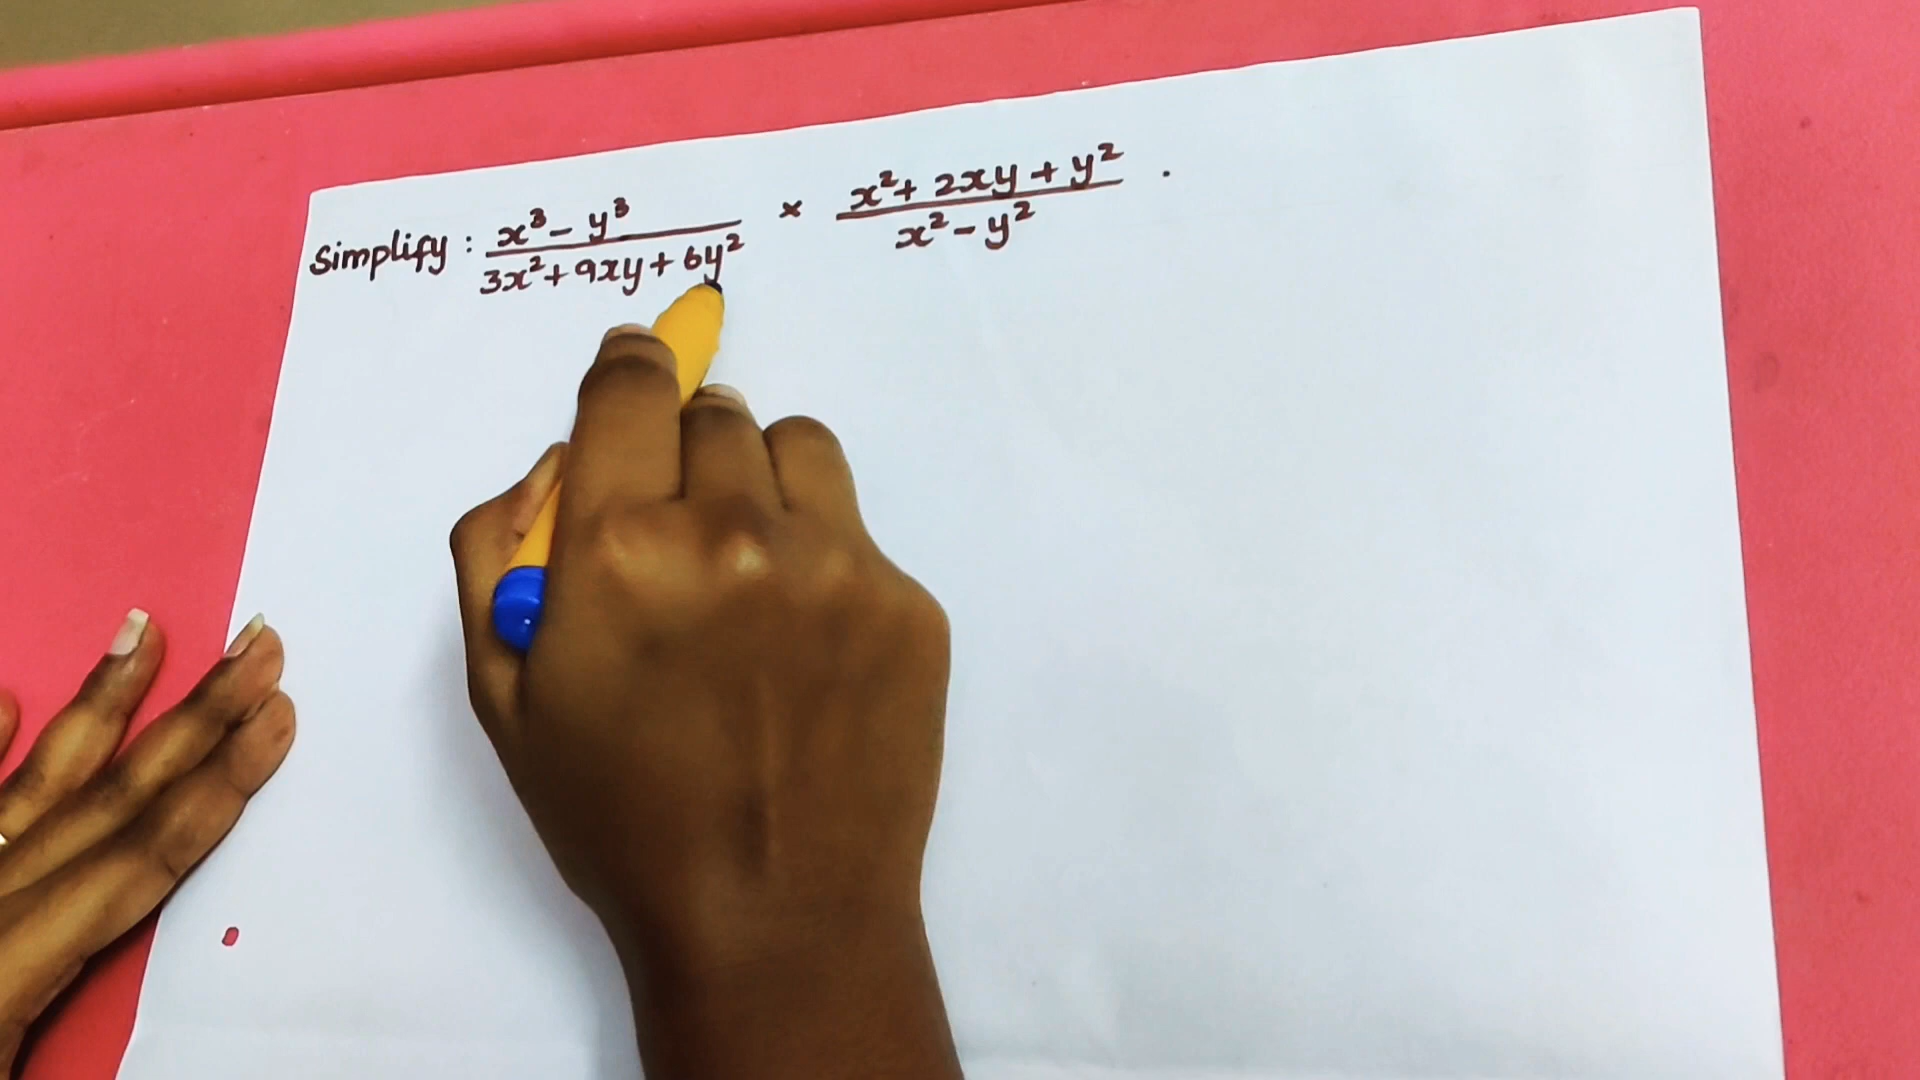 Simplify : x³ - y³ / 3x² + 9xy + 6y² × x² + 2xy + y² / x² - y² .